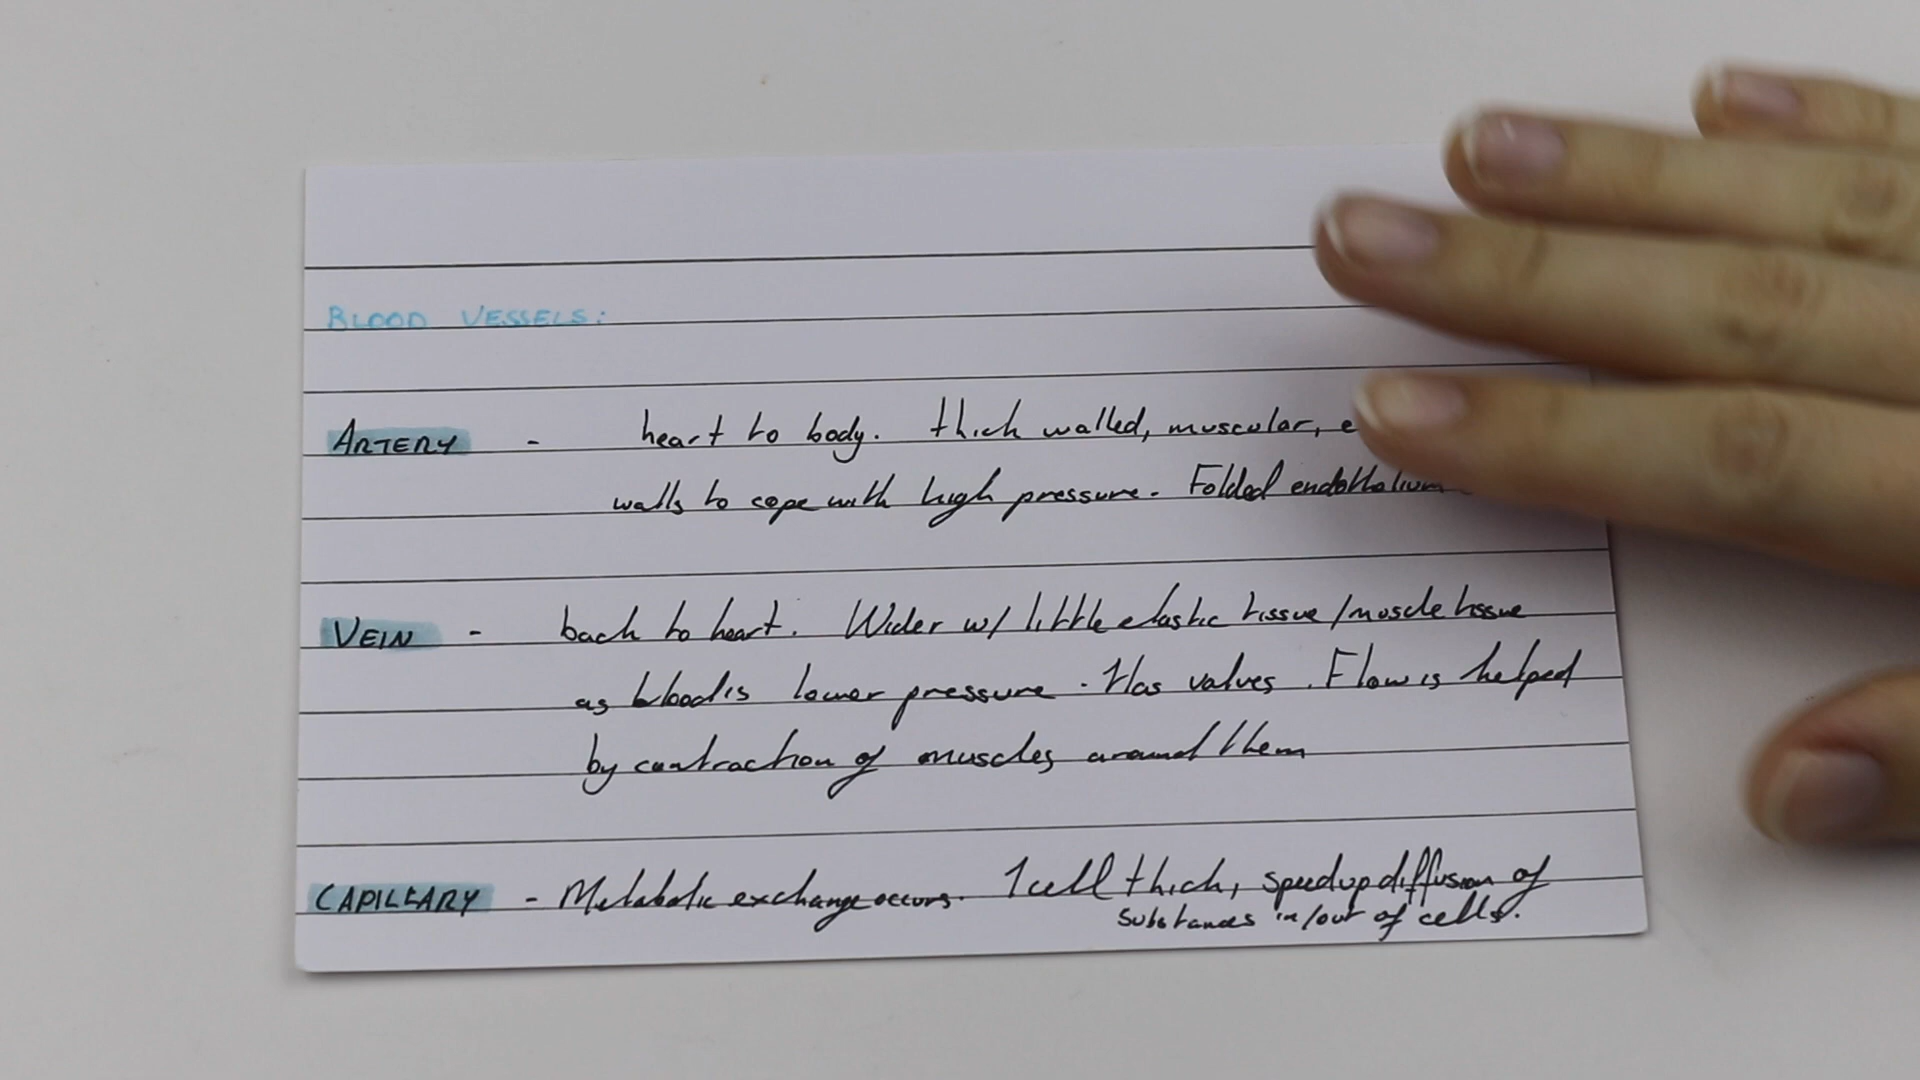 BLOOD VESSELS:
ARTERY - heart to body. thick walled, muscular, e
walls to cope with high pressure. Folded endothelium
VEIN - back to heart. Wider w/ little elastic tissue/muscle tissue
as blood is lower pressure. Has valves. Flow is helped
by contraction of muscles around them
CAPILLARY - Metabolic exchange occurs. 1 cell thick, speed up diffusion of
substances in/out of cells.